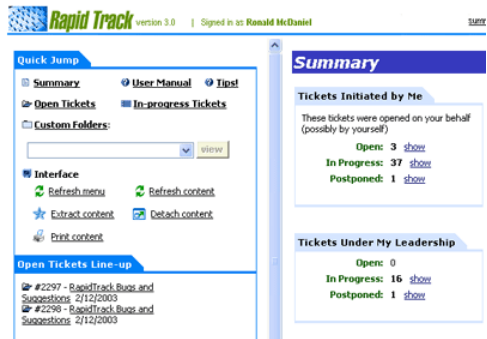 Rapid Track version 3.0 | Signed in as Ronald McDaniel
Quick Jump
Summary
User Manual
Tips!
Open Tickets
In-progress Tickets
Custom Folders:
view
Interface
Refresh menu
Refresh content
Extract content
Detach content
Print content
Open Tickets Line-up
#2297 - RapidTrack Bugs and
Suggestions 2/12/2003
#2298 - RapidTrack Bugs and
Suggestions 2/12/2003
Summary
Tickets Initiated by Me
These tickets were opened on your behalf
(possibly by yourself)
Open: 3 show
In Progress: 37 show
Postponed: 1 show
Tickets Under My Leadership
Open: 0
In Progress: 16 show
Postponed: 1 show